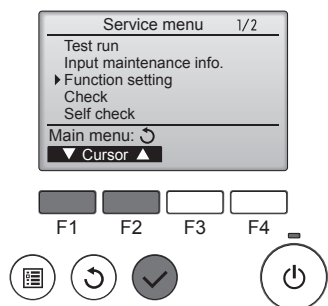 Service menu 1/2
Test run
Input maintenance info.
Function setting
Check
Self check
Main menu:
Cursor
F1 F2 F3 F4